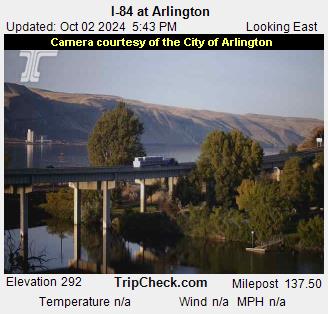 I-84 at Arlington
Updated: Oct 02 2024 5:43 PM Looking East
Camera courtesy of the City of Arlington
Elevation 292 TripCheck.com Milepost 137.50
Temperature n/a Wind n/a MPH n/a